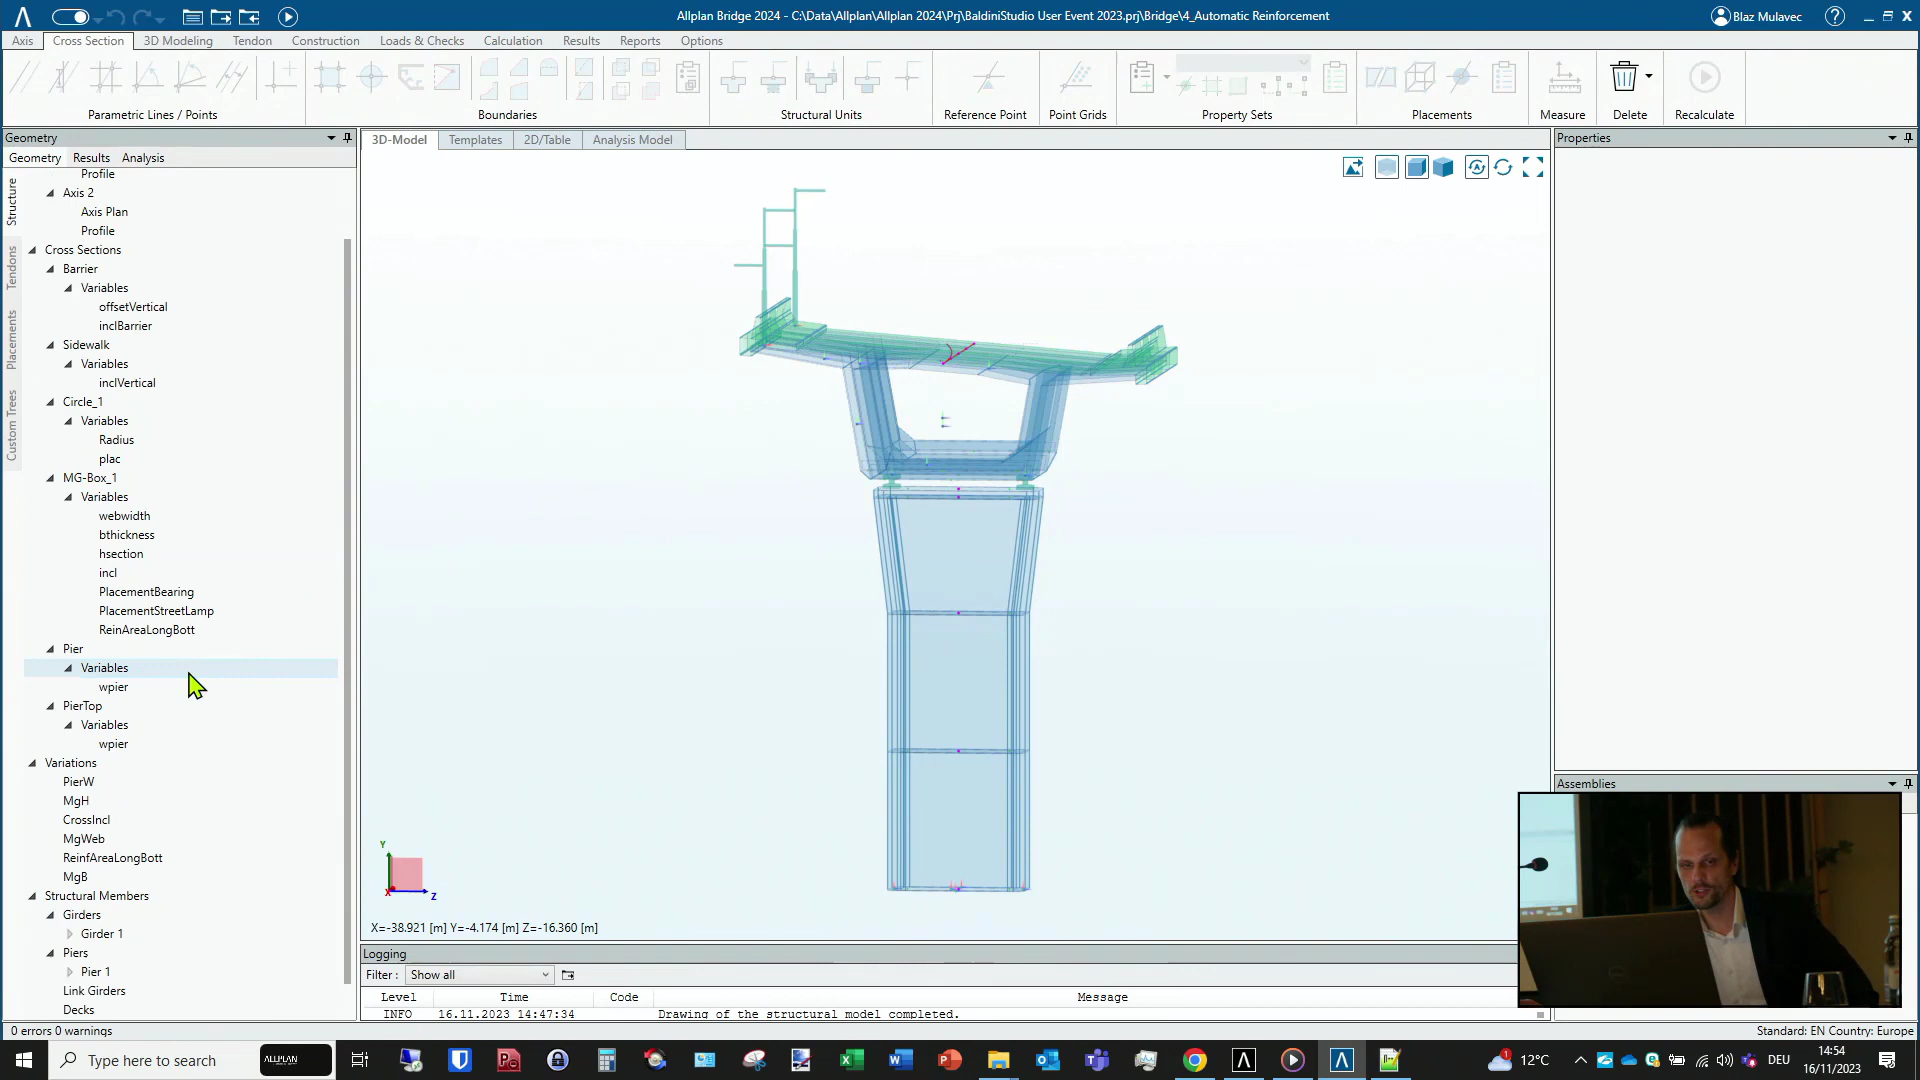 Allplan Bridge 2024 - C:\Data\Allplan\Allplan 2024\Prj\BaldiniStudio User Event 2023.prj\Bridge\4_Automatic Reinforcement
Blaz Mulavec
Axis Cross Section 3D Modeling Tendon Construction Loads & Checks Calculation Results Reports Options
Parametric Lines / Points Boundaries Structural Units Reference Point Point Grids Property Sets Placements Measure Delete Recalculate
Geometry
Geometry Results Analysis
Structure
Tendons
Placements
Custom Trees
Profile
Axis 2
Axis Plan
Profile
Cross Sections
Barrier
Variables
offsetVertical
inclBarrier
Sidewalk
Variables
inclVertical
Circle_1
Variables
Radius
plac
MG-Box_1
Variables
webwidth
bthickness
hsection
incl
PlacementBearing
PlacementStreetLamp
ReinAreaLongBott
Pier
Variables
wpier
PierTop
Variables
wpier
Variations
PierW
MgH
CrossIncl
MgWeb
ReinfAreaLongBott
MgB
Structural Members
Girders
Girder 1
Piers
Pier 1
Link Girders
Decks
3D-Model Templates 2D/Table Analysis Model
Y
X
Z
X=-38.921 [m] Y=-4.174 [m] Z=-16.360 [m]
Logging
Filter : Show all
Level Time Code Message
INFO 16.11.2023 14:47:34 Drawing of the structural model completed.
Properties
Assemblies
0 errors 0 warnings
Standard: EN Country: Europe
Type here to search
ALLPLAN
12°C
DEU
14:54
16/11/2023